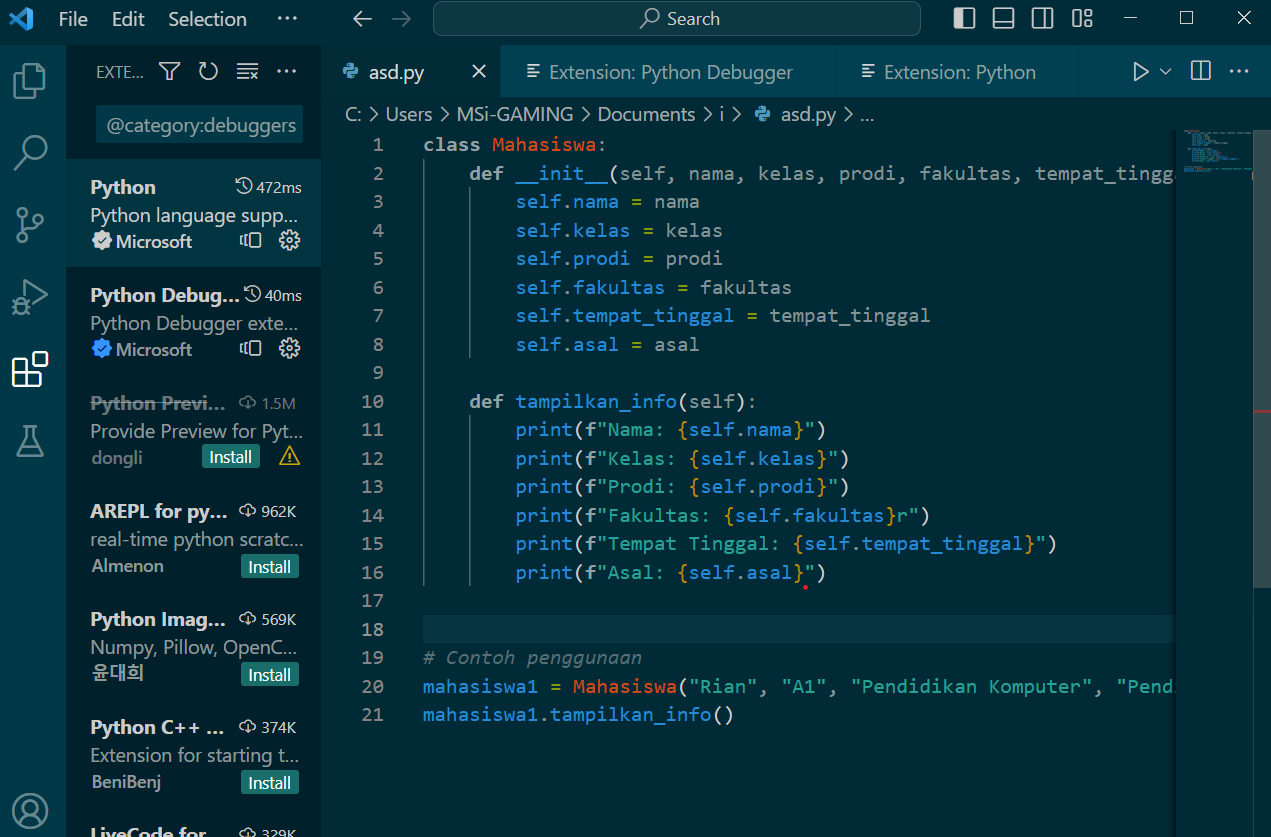 File Edit Selection ··· Search
EXTE... ···
@category:debuggers
Python 472ms
Python language supp...
Microsoft
Python Debug... 40ms
Python Debugger exte...
Microsoft
Python Previ... 1.5M
Provide Preview for Pyt...
dongli Install
AREPL for py... 962K
real-time python scratc...
Almenon Install
Python Imag... 569K
Numpy, Pillow, OpenC...
윤대희 Install
Python C++ ... 374K
Extension for starting t...
BeniBenj Install
LiveCode for 329K
asd.py Extension: Python Debugger Extension: Python ···
C: > Users > MSi-GAMING > Documents > i > asd.py > ...
1 class Mahasiswa:
2 def __init__(self, nama, kelas, prodi, fakultas, tempat_tingg
3 self.nama = nama
4 self.kelas = kelas
5 self.prodi = prodi
6 self.fakultas = fakultas
7 self.tempat_tinggal = tempat_tinggal
8 self.asal = asal
9
10 def tampilkan_info(self):
11 print(f"Nama: {self.nama}")
12 print(f"Kelas: {self.kelas}")
13 print(f"Prodi: {self.prodi}")
14 print(f"Fakultas: {self.fakultas}r")
15 print(f"Tempat Tinggal: {self.tempat_tinggal}")
16 print(f"Asal: {self.asal}")
17
18
19 # Contoh penggunaan
20 mahasiswa1 = Mahasiswa("Rian", "A1", "Pendidikan Komputer", "Pend
21 mahasiswa1.tampilkan_info()